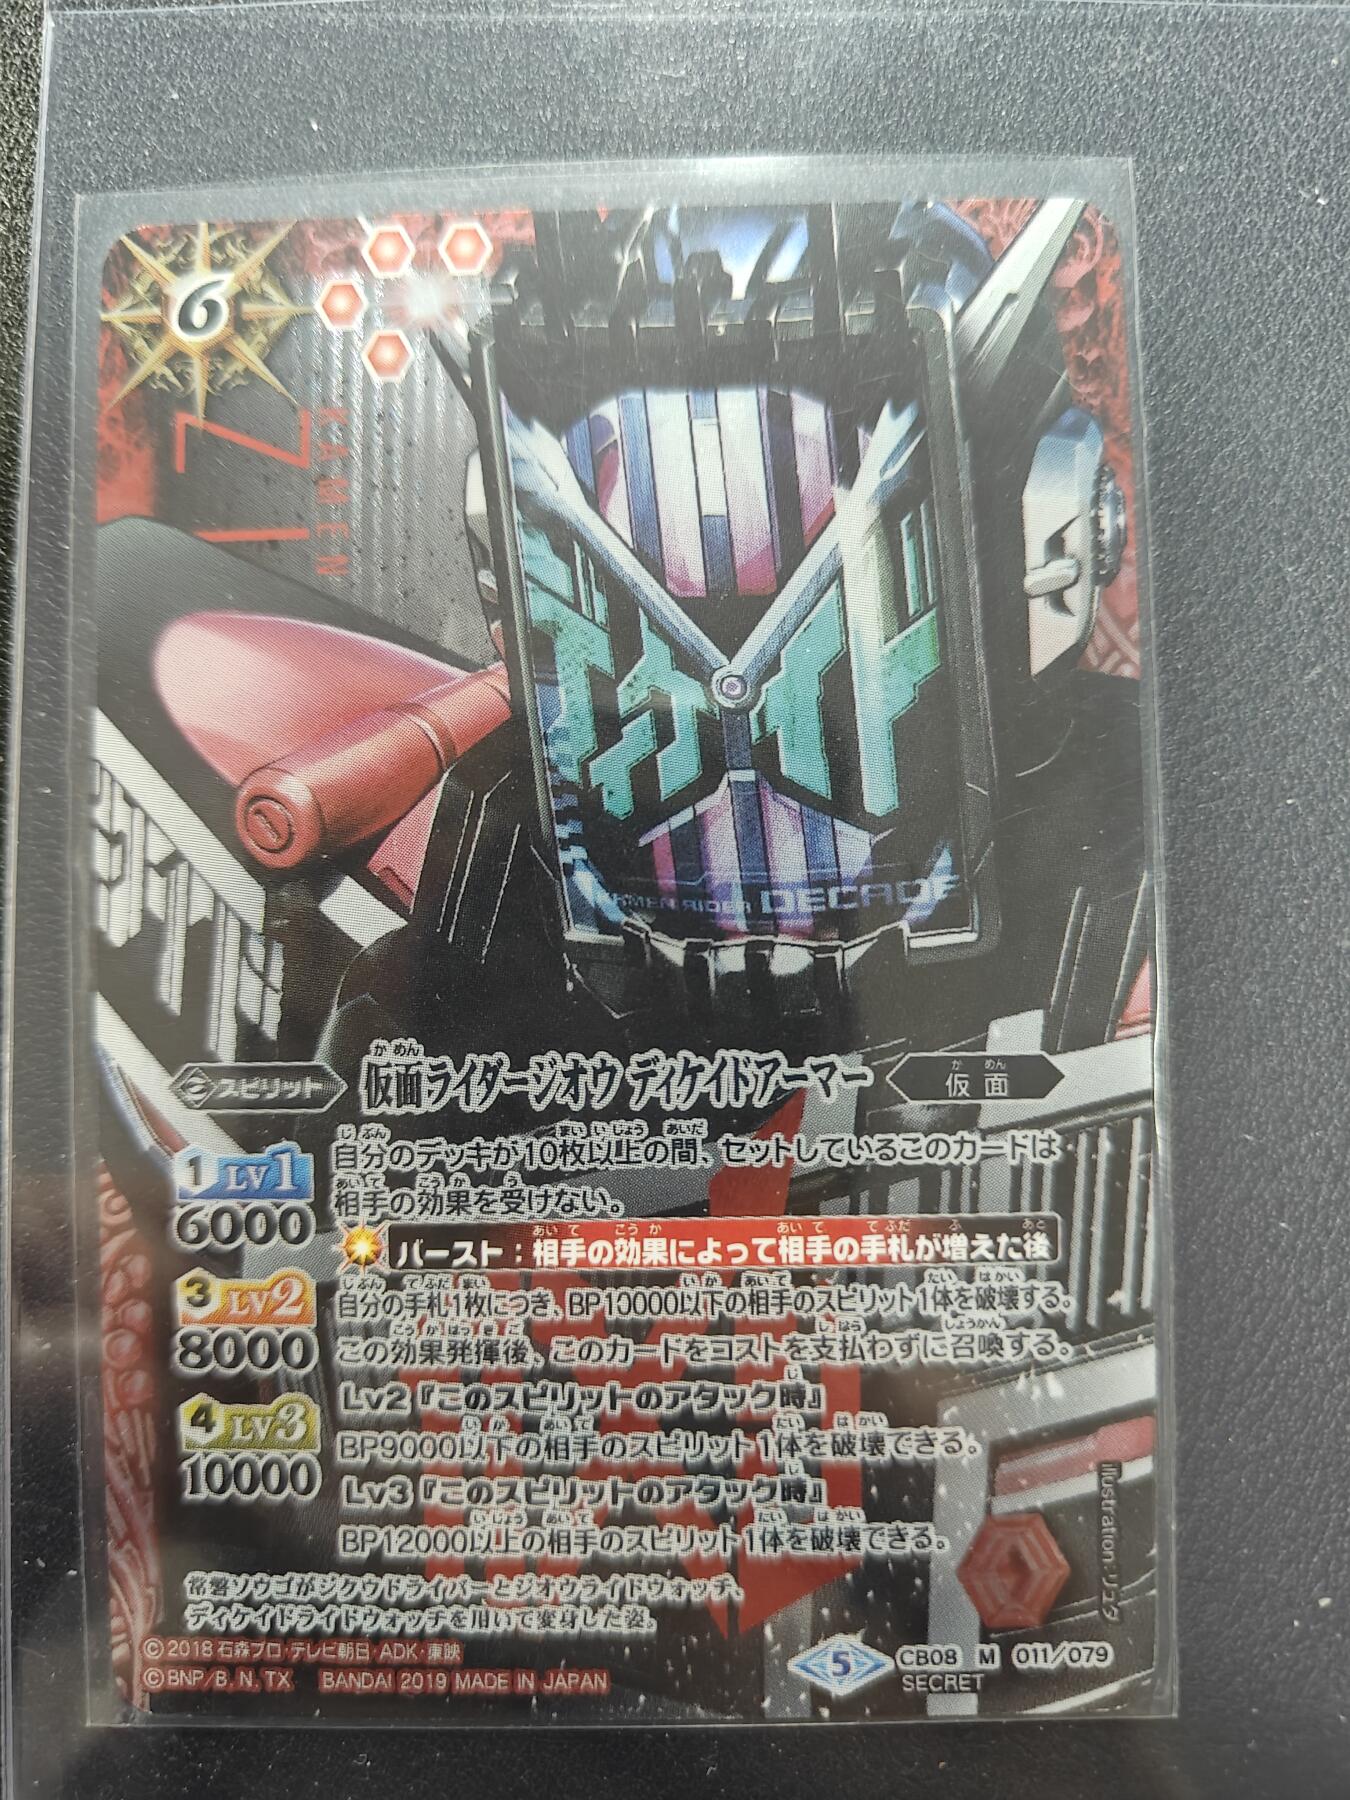 6
KAMEN
ZI
ディケイド
KAMEN RIDER DECADE
スピリット
仮面ライダージオウ ディケイドアーマー
かめん
仮面
かめん
1 LV1
6000
3 LV2
8000
4 LV3
10000
自分のデッキが10枚以上の間、セットしているこのカードは
相手の効果を受けない。
バースト：相手の効果によって相手の手札が増えた後
自分の手札1枚につき、BP10000以下の相手のスピリット1体を破壊する。
この効果発揮後、このカードをコストを支払わずに召喚する。
Lv2『このスピリットのアタック時』
BP9000以下の相手のスピリット1体を破壊できる。
Lv3『このスピリットのアタック時』
BP12000以上の相手のスピリット1体を破壊できる。
常磐ソウゴがジクウドライバーとジオウライドウォッチ、
ディケイドライドウォッチを用いて変身した姿。
illustration:リユタ
©2018 石森プロ・テレビ朝日・ADK・東映
©BNP/B, N, TX BANDAI 2019 MADE IN JAPAN
5 CB08 M 011/079
SECRET